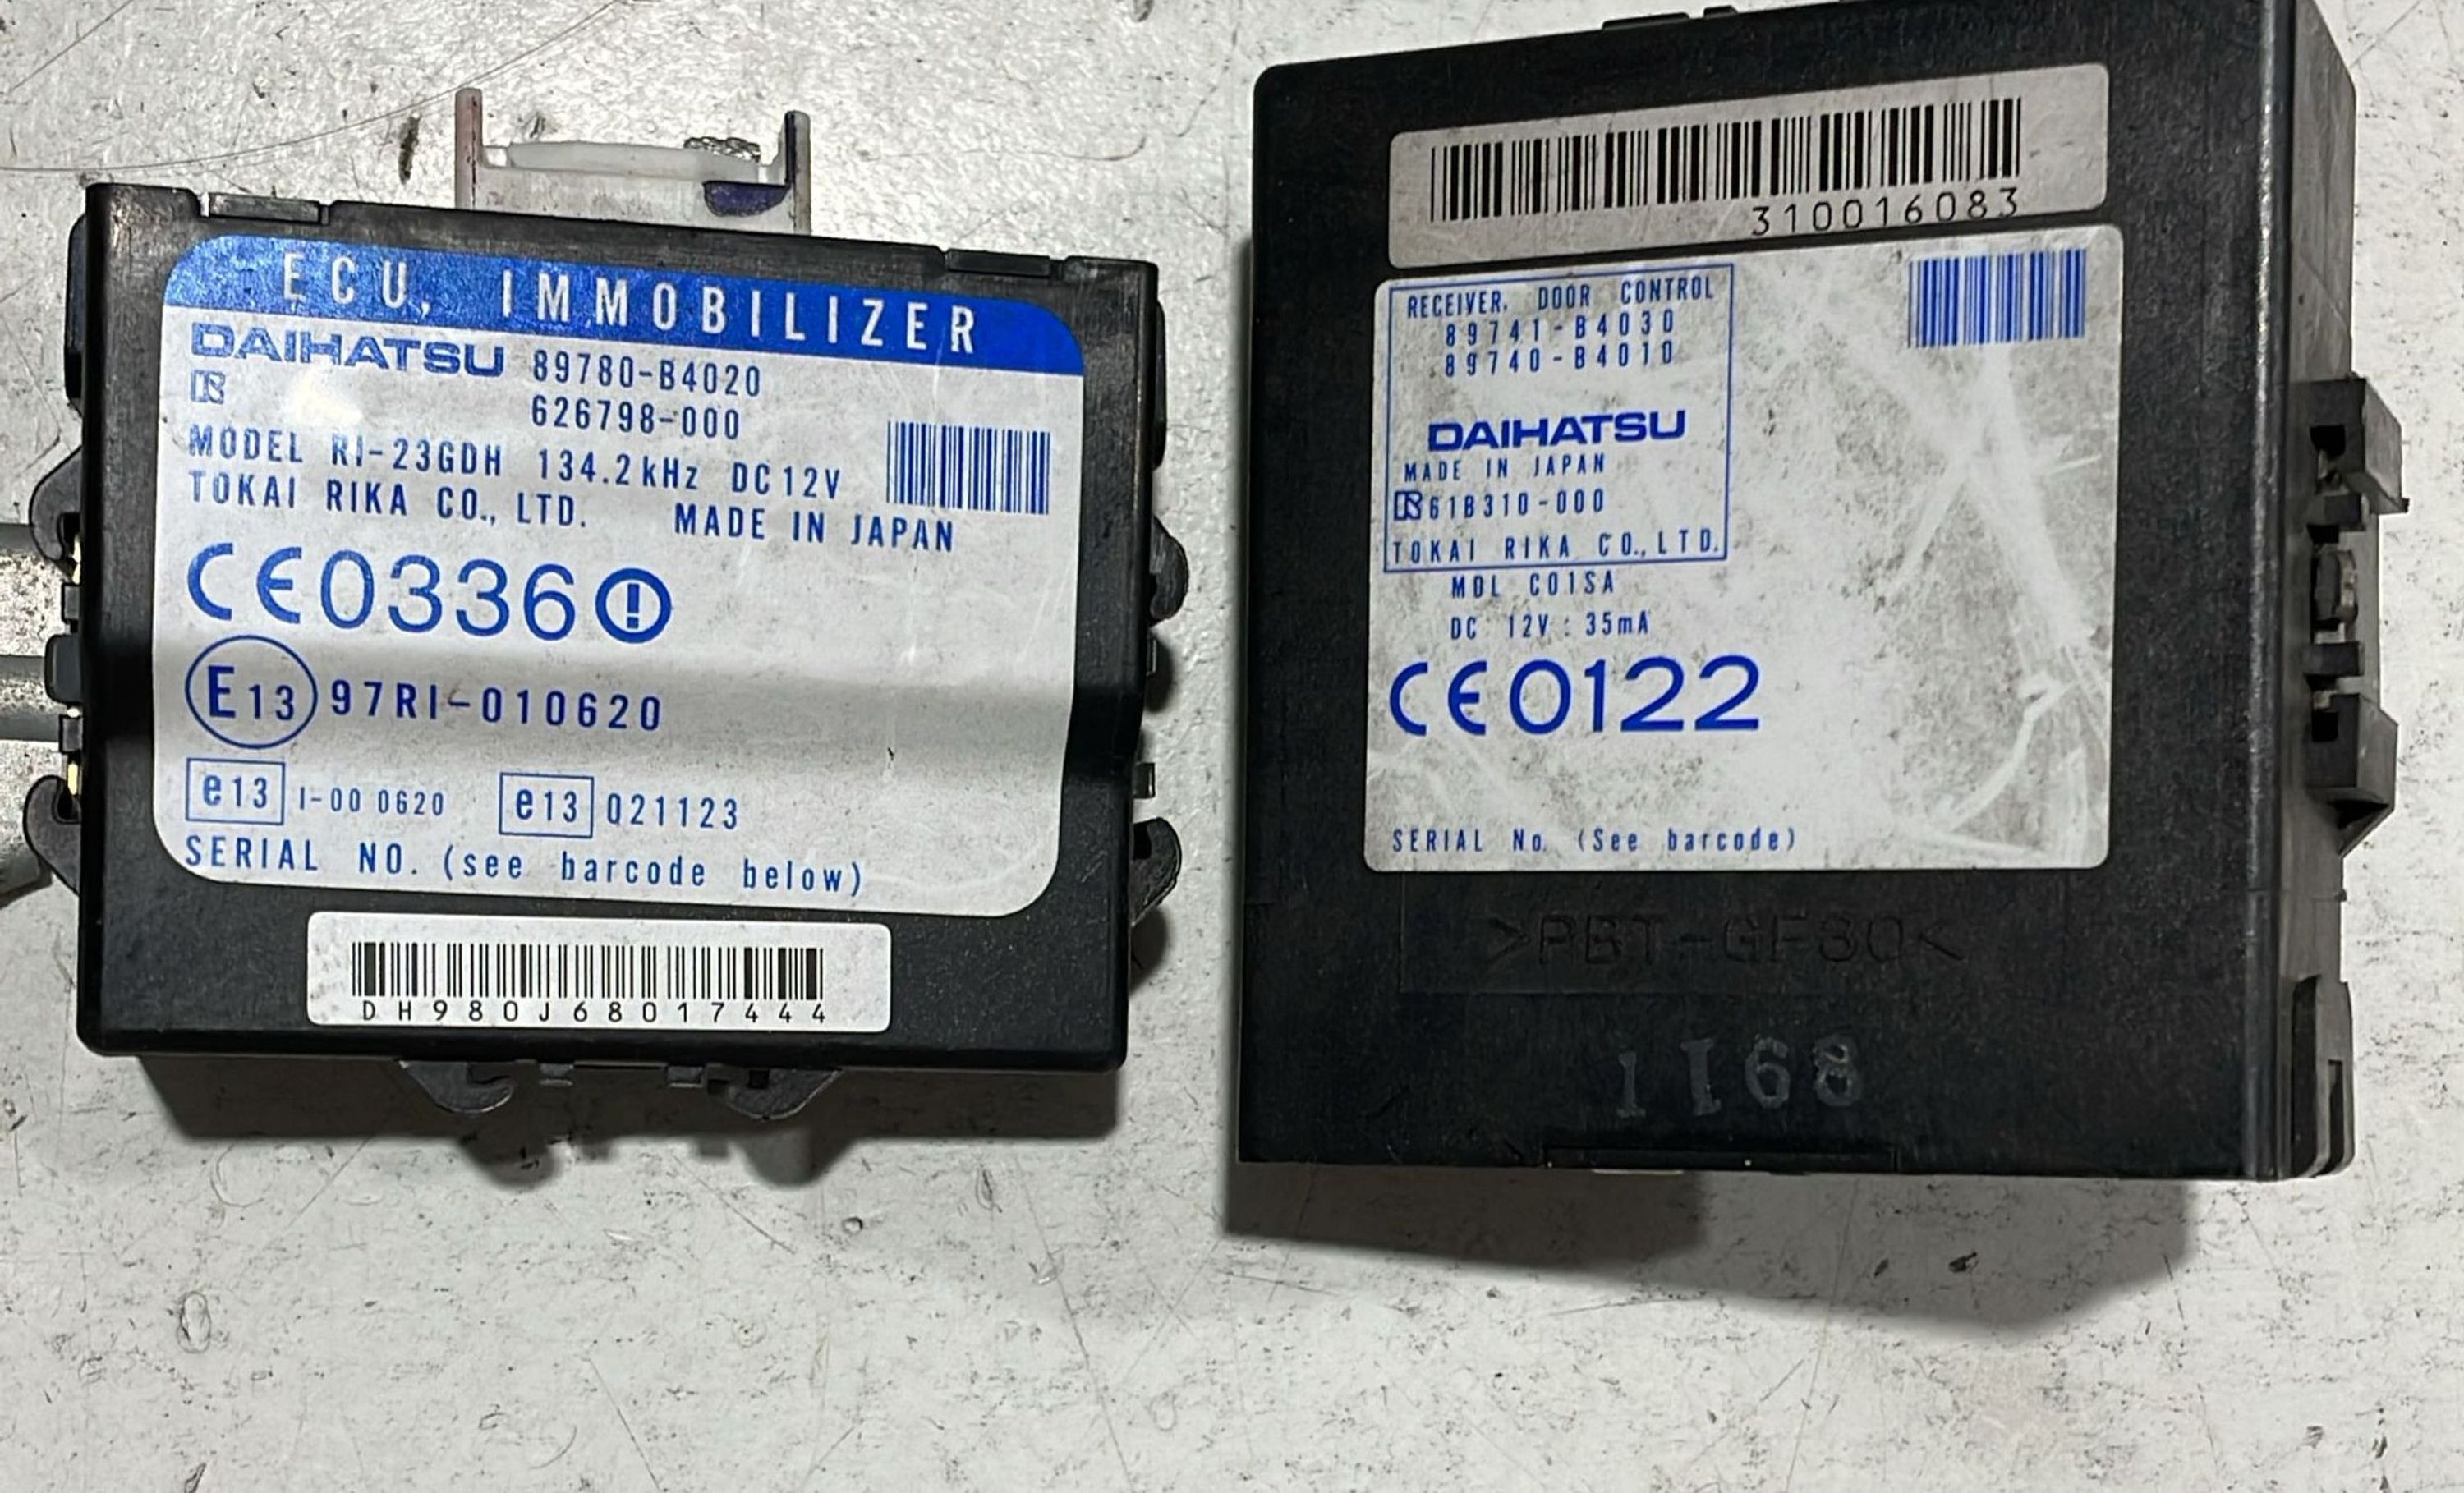 ECU, IMMOBILIZER
DAIHATSU 89780-B4020
626798-000
MODEL RI-23GDH 134.2kHz DC12V
TOKAI RIKA CO., LTD. MADE IN JAPAN
CE0336
E13 97RI-010620
e13 I-00 0620 e13 021123
SERIAL NO. (see barcode below)
DH980J68017444
310016083
RECEIVER, DOOR CONTROL
89741-B4030
89740-B4010
DAIHATSU
MADE IN JAPAN
61B310-000
TOKAI RIKA CO., LTD.
MOL C01SA
DC 12V : 35mA
CE0122
SERIAL No. (See barcode)
>PBT-GF30<
1168